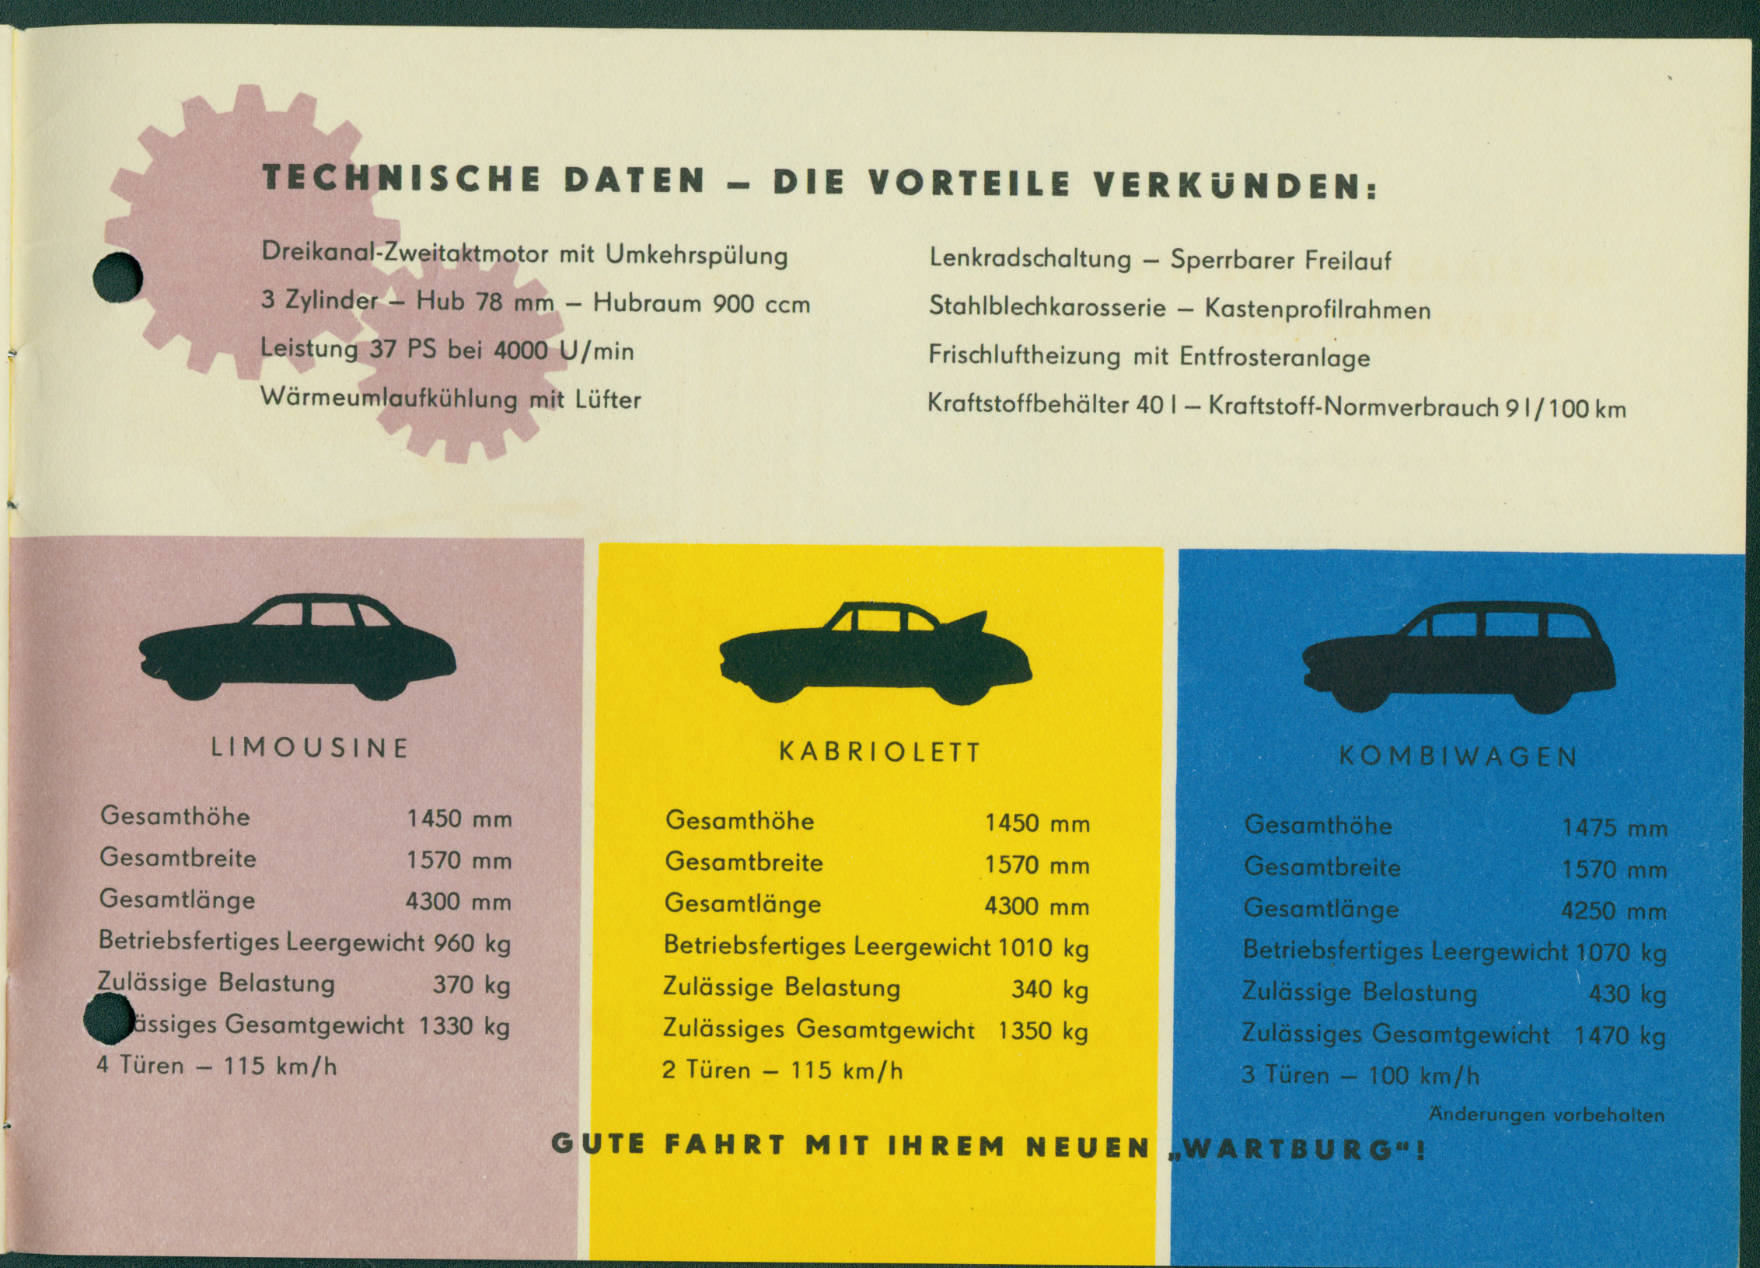 TECHNISCHE DATEN – DIE VORTEILE VERKÜNDEN:
Dreikanal-Zweitaktmotor mit Umkehrspülung
3 Zylinder – Hub 78 mm – Hubraum 900 ccm
Leistung 37 PS bei 4000 U/min
Wärmeumlaufkühlung mit Lüfter
Lenkradschaltung – Sperrbarer Freilauf
Stahlblechkarosserie – Kastenprofilrahmen
Frischluftheizung mit Entfrosteranlage
Kraftstoffbehälter 40 l – Kraftstoff-Normverbrauch 9 l/100 km
LIMOUSINE
Gesamthöhe 1450 mm
Gesamtbreite 1570 mm
Gesamtlänge 4300 mm
Betriebsfertiges Leergewicht 960 kg
Zulässige Belastung 370 kg
ässiges Gesamtgewicht 1330 kg
4 Türen – 115 km/h
KABRIOLETT
Gesamthöhe 1450 mm
Gesamtbreite 1570 mm
Gesamtlänge 4300 mm
Betriebsfertiges Leergewicht 1010 kg
Zulässige Belastung 340 kg
Zulässiges Gesamtgewicht 1350 kg
2 Türen – 115 km/h
KOMBIWAGEN
Gesamthöhe 1475 mm
Gesamtbreite 1570 mm
Gesamtlänge 4250 mm
Betriebsfertiges Leergewicht 1070 kg
Zulässige Belastung 430 kg
Zulässiges Gesamtgewicht 1470 kg
3 Türen – 100 km/h
Änderungen vorbehalten
GUTE FAHRT MIT IHREM NEUEN „WARTBURG“!